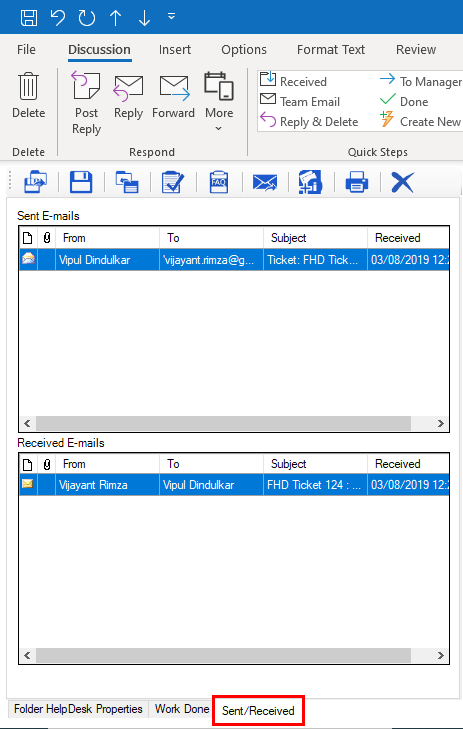 File Discussion Insert Options Format Text Review
Delete
Post Reply
Reply
Forward
More
Received
Team Email
Reply & Delete
To Manager
Done
Create New
Delete Respond Quick Steps
FAQ
Sent E-mails
From To Subject Received
Vipul Dindulkar 'vijayant.rimza@g... Ticket: FHD Tick... 03/08/2019 12:2
Received E-mails
From To Subject Received
Vijayant Rimza Vipul Dindulkar FHD Ticket 124 : ... 03/08/2019 12:2
Folder HelpDesk Properties Work Done Sent/Received